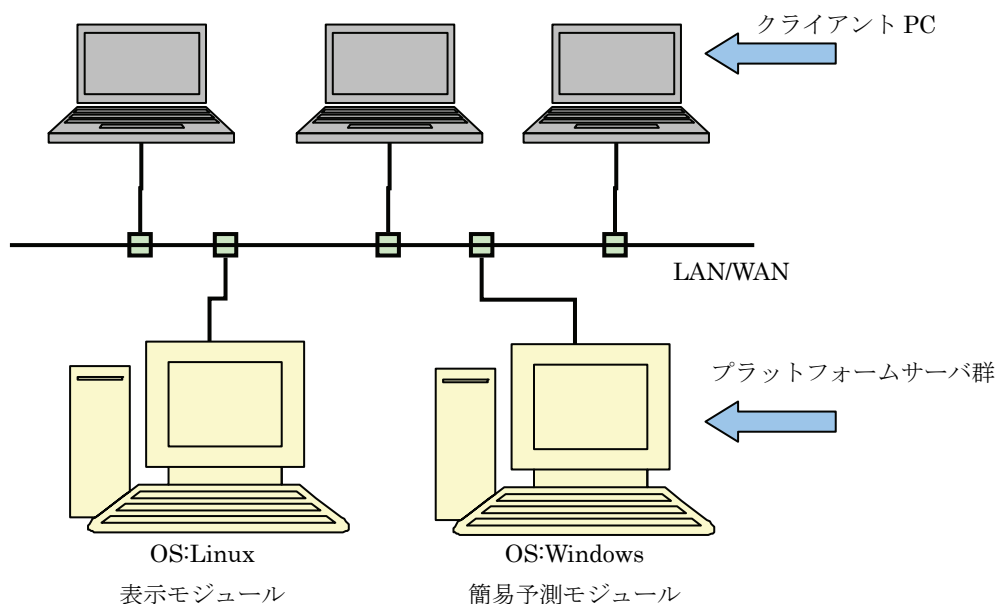 クライアント PC
LAN/WAN
プラットフォームサーバ群
OS:Linux
OS:Windows
表示モジュール
簡易予測モジュール